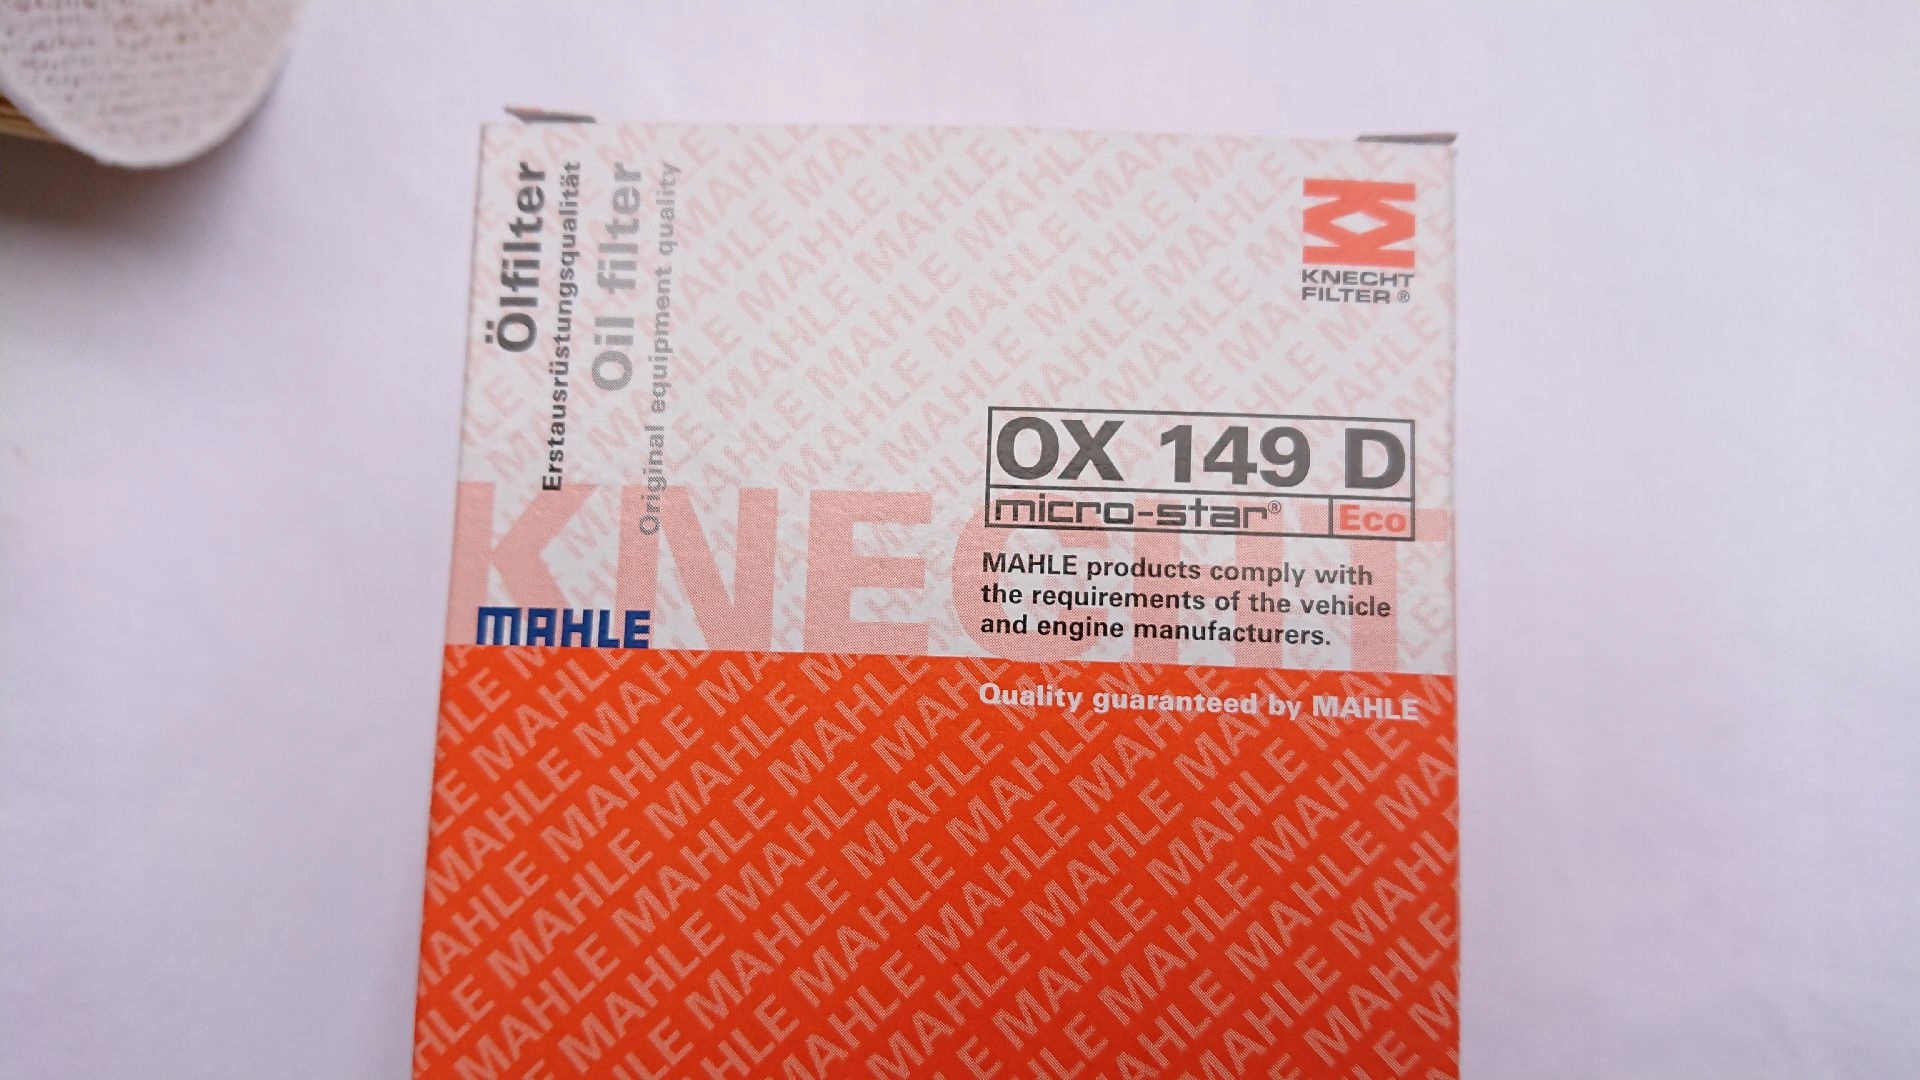 Ölfilter
Erstausrüstungsqualität
Oil filter
Original equipment quality
KNECHT
FILTER®
OX 149 D
micro-star®
Eco
KNECHT
MAHLE products comply with
the requirements of the vehicle
and engine manufacturers.
MAHLE
Quality guaranteed by MAHLE